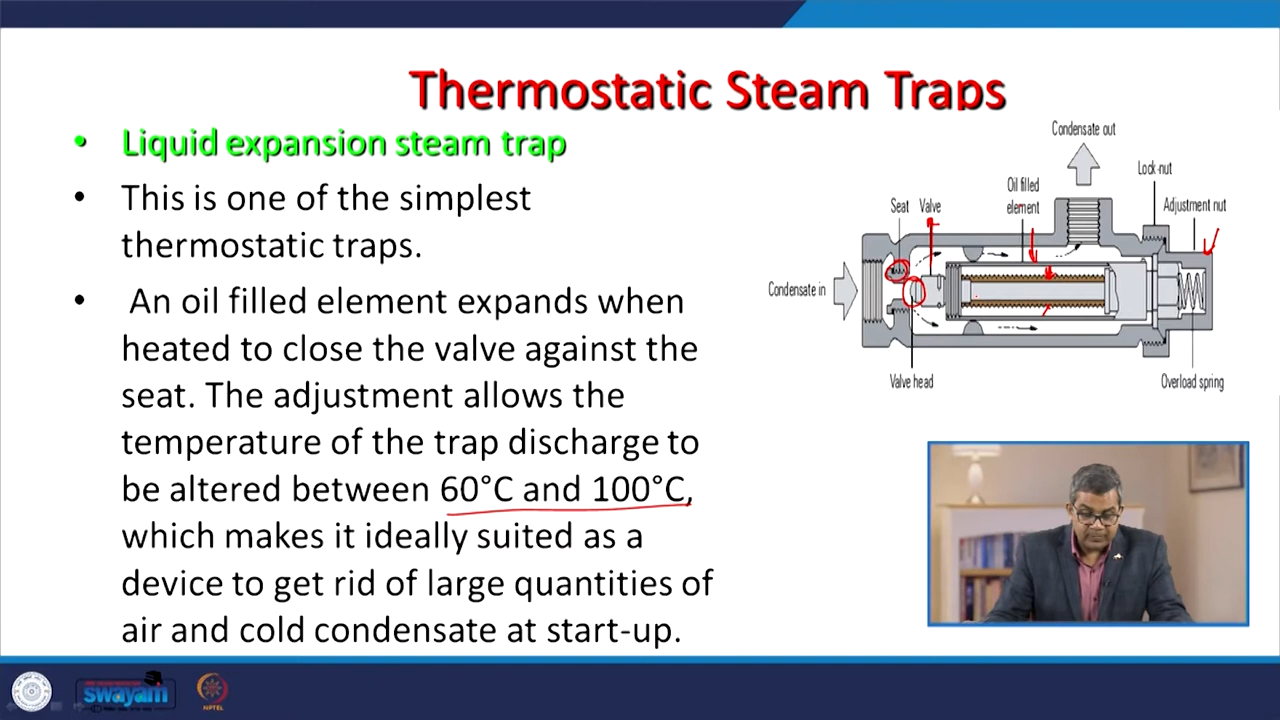 Thermostatic Steam Traps
• Liquid expansion steam trap
• This is one of the simplest
thermostatic traps.
• An oil filled element expands when
heated to close the valve against the
seat. The adjustment allows the
temperature of the trap discharge to
be altered between 60°C and 100°C,
which makes it ideally suited as a
device to get rid of large quantities of
air and cold condensate at start-up.
Condensate out
Lock-nut
Oil filled
element
Seat Valve
Adjustment nut
Condensate in
Valve head
Overload spring
swayam
NPTEL